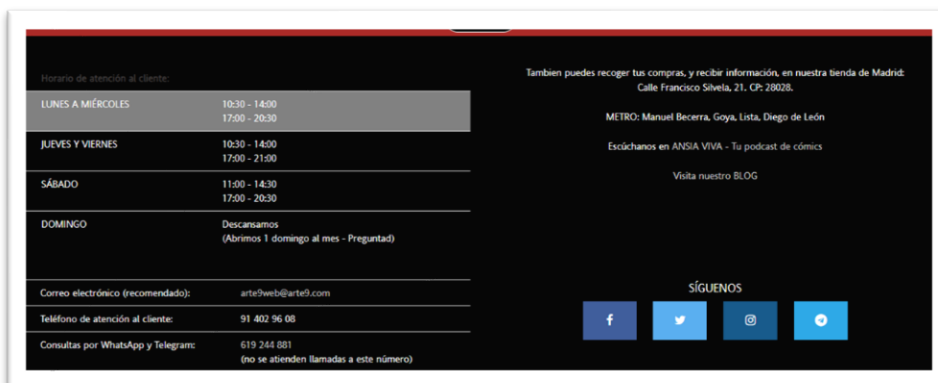 Horario de atención al cliente:
LUNES A MIÉRCOLES
10:30 - 14:00
17:00 - 20:30
JUEVES Y VIERNES
10:30 - 14:00
17:00 - 21:00
SÁBADO
11:00 - 14:30
17:00 - 20:30
DOMINGO
Descansamos
(Abrimos 1 domingo al mes - Preguntad)
Correo electrónico (recomendado):
arte9web@arte9.com
Teléfono de atención al cliente:
91 402 96 08
Consultas por WhatsApp y Telegram:
619 244 881
(no se atienden llamadas a este número)
Tambien puedes recoger tus compras, y recibir información, en nuestra tienda de Madrid:
Calle Francisco Silvela, 21. CP: 28028.
METRO: Manuel Becerra, Goya, Lista, Diego de León
Escúchanos en ANSIA VIVA - Tu podcast de cómics
Visita nuestro BLOG
SÍGUENOS